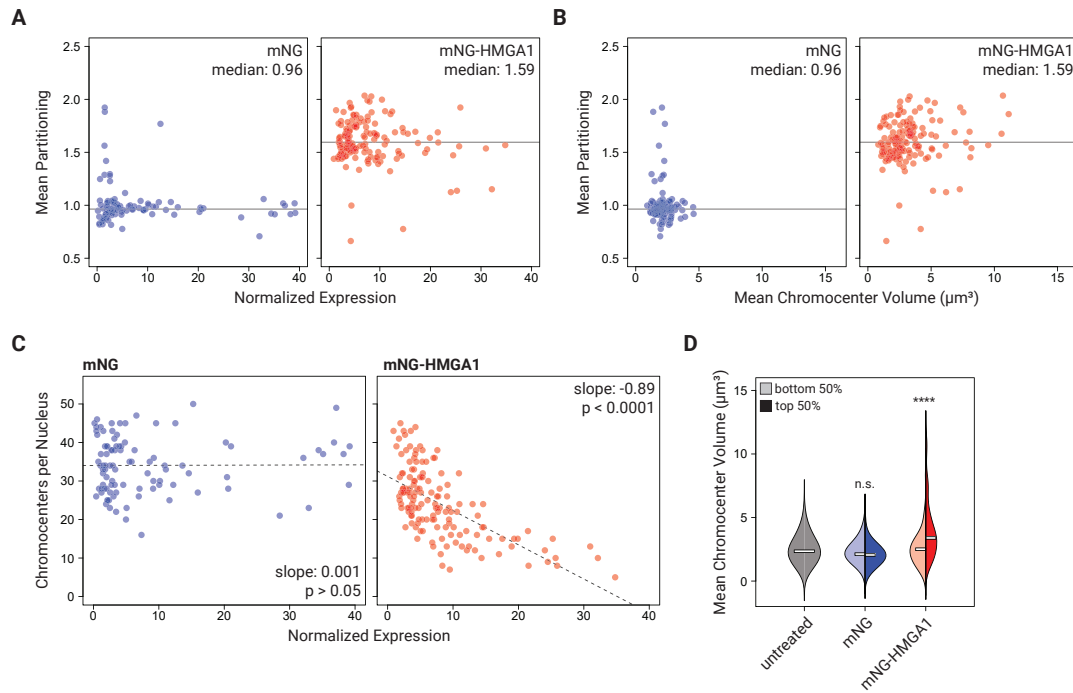 A
mNG
median: 0.96
mNG-HMGA1
median: 1.59
Mean Partitioning
2.5
2.0
1.5
1.0
0.5
0 10 20 30 40
0 10 20 30 40
Normalized Expression
B
mNG
median: 0.96
mNG-HMGA1
median: 1.59
Mean Partitioning
2.5
2.0
1.5
1.0
0.5
0 5 10 15
0 5 10 15
Mean Chromocenter Volume (µm³)
C
mNG
mNG-HMGA1
slope: -0.89
p < 0.0001
Chromocenters per Nucleus
50
40
30
20
10
0
slope: 0.001
p > 0.05
0 10 20 30 40
0 10 20 30 40
Normalized Expression
D
Mean Chromocenter Volume (µm³)
15
10
5
0
bottom 50%
top 50%
****
n.s.
untreated
mNG
mNG-HMGA1